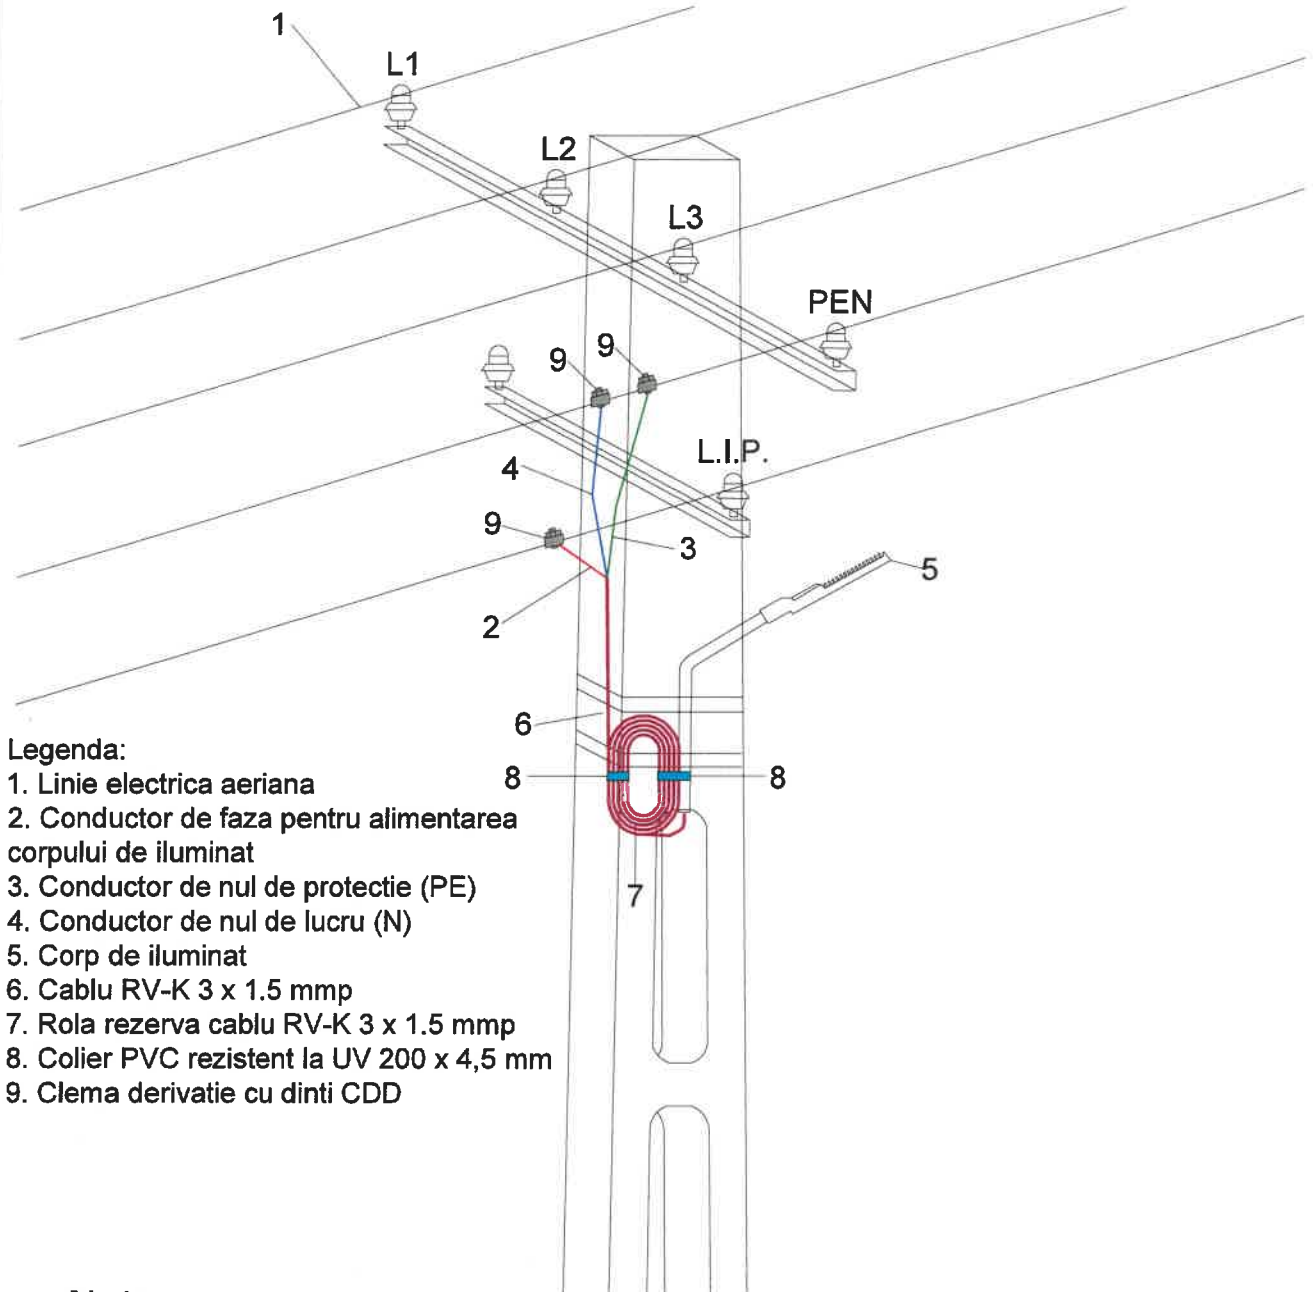 1
L1
L2
L3
PEN
9
9
L.I.P.
4
9
3
5
2
6
8
8
7
Legenda:
1. Linie electrica aeriana
2. Conductor de faza pentru alimentarea
corpului de iluminat
3. Conductor de nul de protectie (PE)
4. Conductor de nul de lucru (N)
5. Corp de iluminat
6. Cablu RV-K 3 x 1.5 mmp
7. Rola rezerva cablu RV-K 3 x 1.5 mmp
8. Colier PVC rezistent la UV 200 x 4,5 mm
9. Clema derivatie cu dinti CDD